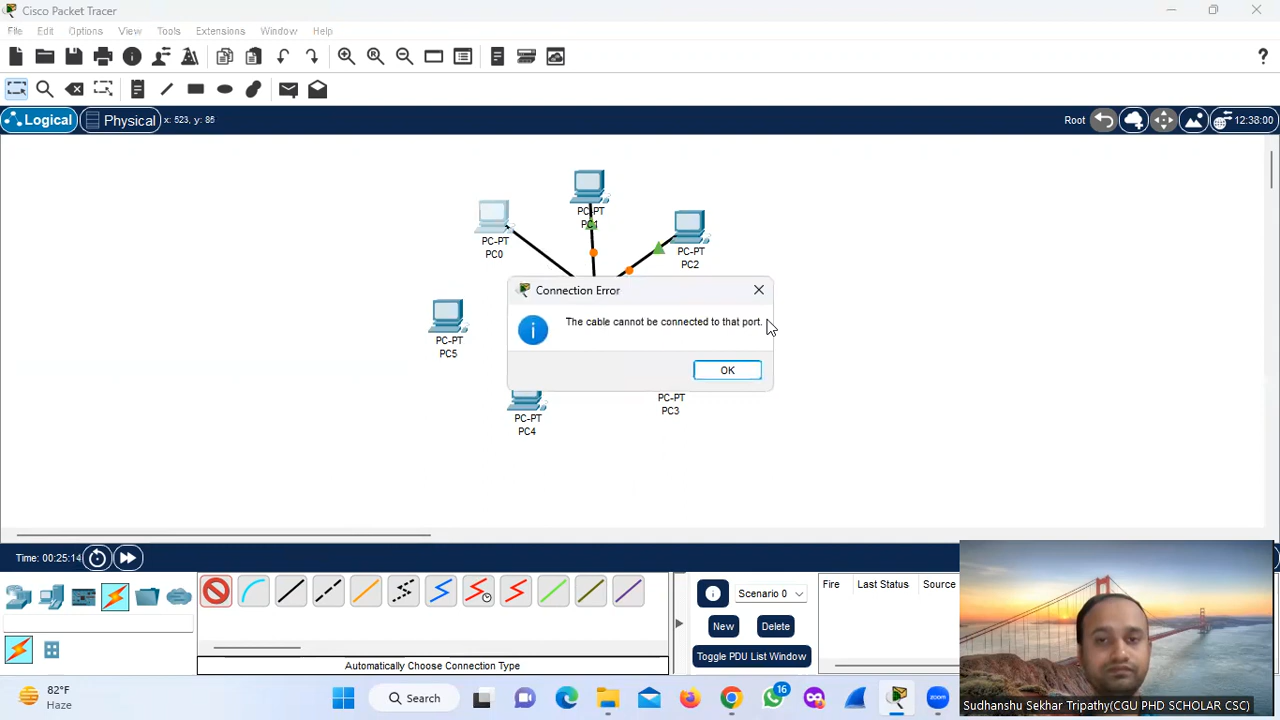 Cisco Packet Tracer
File Edit Options View Tools Extensions Window Help
Logical Physical x: 523, y: 85 Root 12:38:00
PC-PT
PC1
PC-PT
PC0
PC-PT
PC2
Connection Error
The cable cannot be connected to that port.
OK
PC-PT
PC5
PC-PT
PC3
PC-PT
PC4
Time: 00:25:14
Scenario 0
Fire Last Status Source
New Delete
Toggle PDU List Window
Automatically Choose Connection Type
82°F
Haze
Search
16
zoom
Sudhanshu Sekhar Tripathy(CGU PHD SCHOLAR CSC)